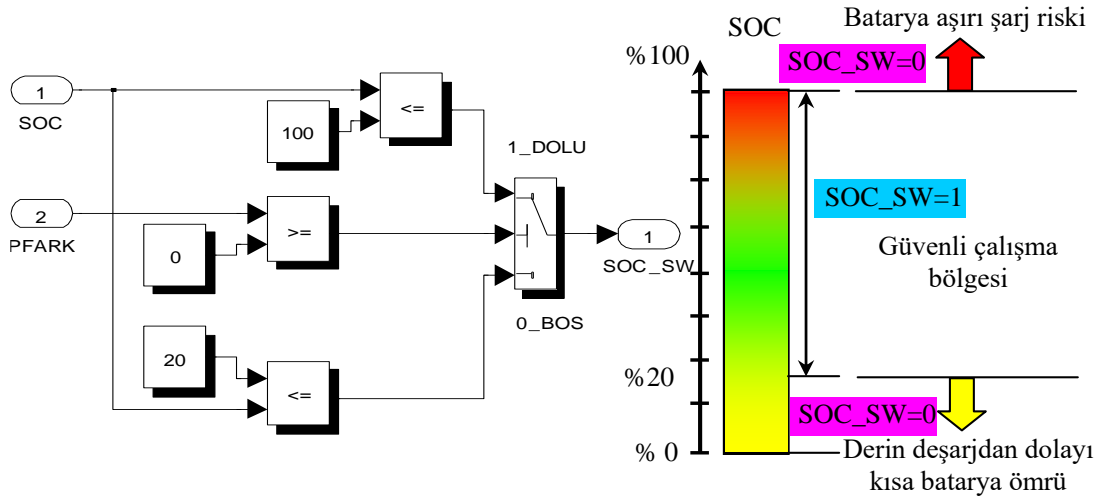 1
SOC
2
PFARK
100
<=
0
>=
20
<=
1_DOLU
0_BOS
1
SOC_SW
SOC
%100
%20
% 0
Batarya aşırı şarj riski
SOC_SW=0
SOC_SW=1
Güvenli çalışma
bölgesi
SOC_SW=0
Derin deşarjdan dolayı
kısa batarya ömrü